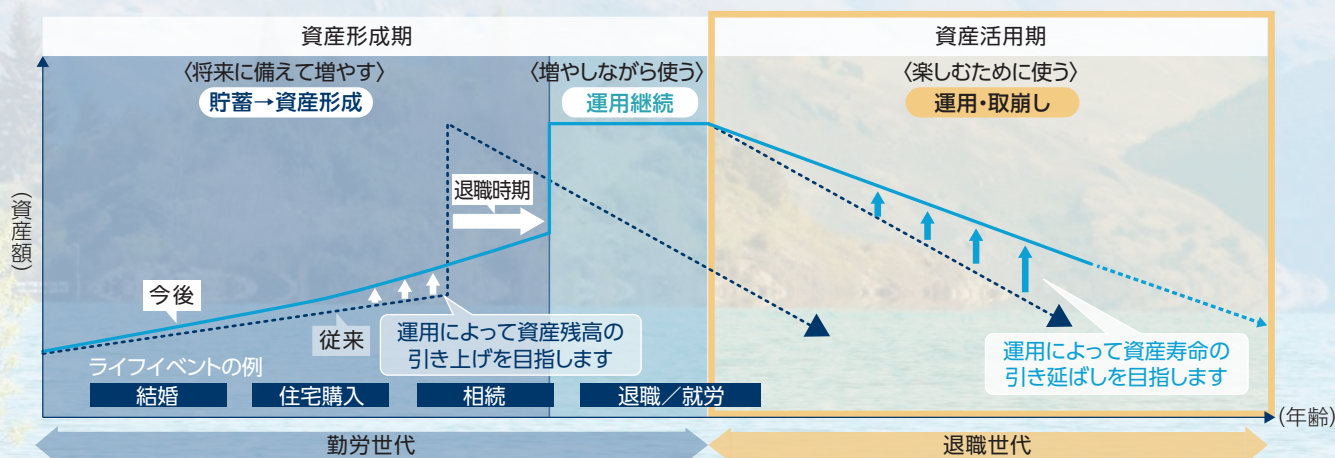 資産形成期
資産活用期
〈将来に備えて増やす〉
貯蓄→資産形成
〈増やしながら使う〉
運用継続
〈楽しむために使う〉
運用・取崩し
(資産額)
退職時期
今後
従来
運用によって資産残高の
引き上げを目指します
運用によって資産寿命の
引き延ばしを目指します
ライフイベントの例
結婚
住宅購入
相続
退職／就労
(年齢)
勤労世代
退職世代